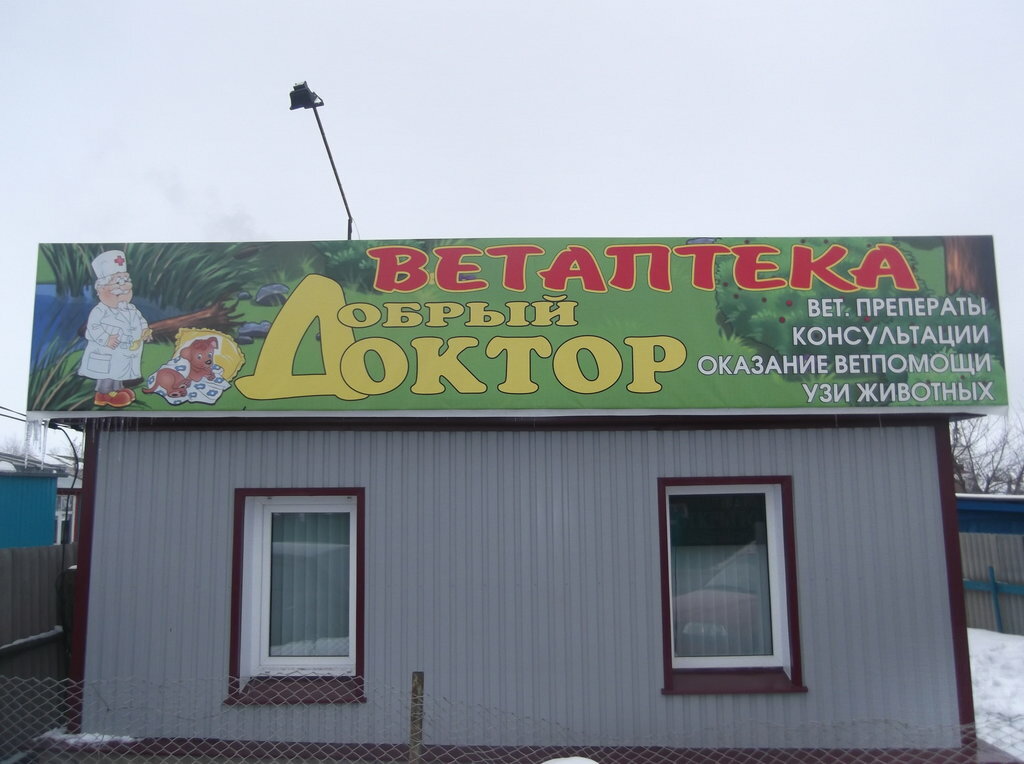 ВЕТАПТЕКА
ДОБРЫЙ
ДОКТОР
ВЕТ. ПРЕПЕРАТЫ
КОНСУЛЬТАЦИИ
ОКАЗАНИЕ ВЕТПОМОЩИ
УЗИ ЖИВОТНЫХ